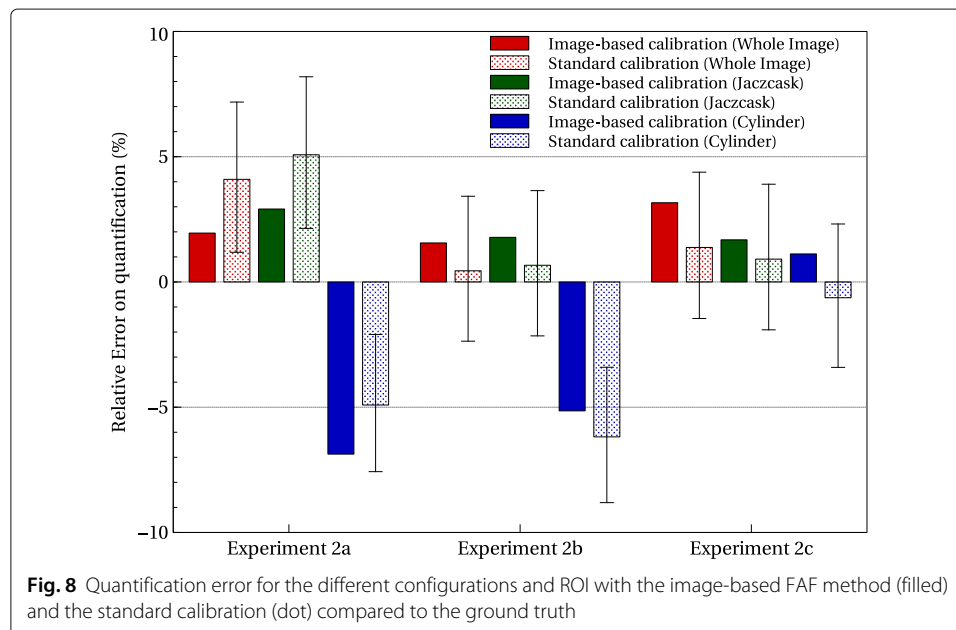 10
5
0
−5
−10
Relative Error on quantification (%)
Image-based calibration (Whole Image)
Standard calibration (Whole Image)
Image-based calibration (Jaczcask)
Standard calibration (Jaczcask)
Image-based calibration (Cylinder)
Standard calibration (Cylinder)
Experiment 2a
Experiment 2b
Experiment 2c
Fig. 8 Quantification error for the different configurations and ROI with the image-based FAF method (filled)
and the standard calibration (dot) compared to the ground truth